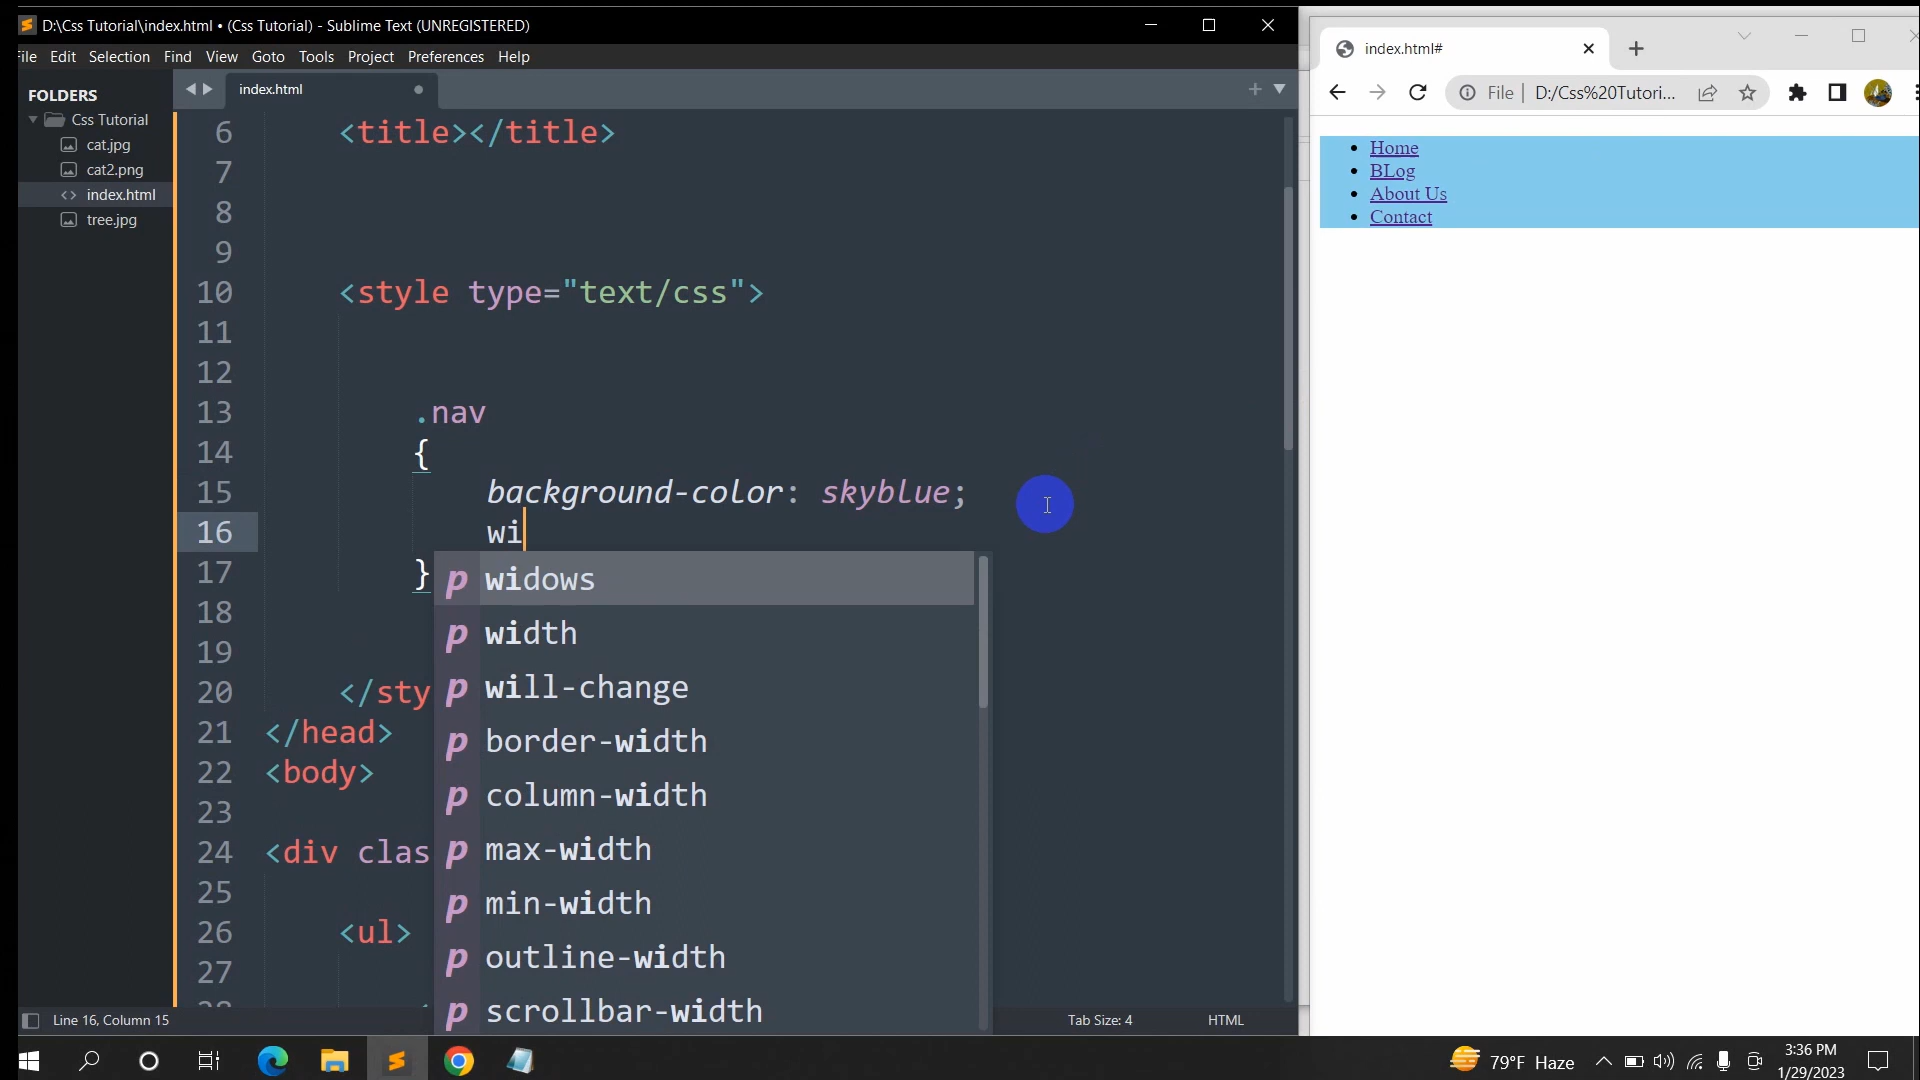 D:\Css Tutorial\index.html • (Css Tutorial) - Sublime Text (UNREGISTERED)
File Edit Selection Find View Goto Tools Project Preferences Help
FOLDERS
Css Tutorial
cat.jpg
cat2.png
index.html
tree.jpg
index.html
6 <title></title>
7
8
9
10 <style type="text/css">
11
12
13 .nav
14 {
15 background-color: skyblue;
16 wi
17 }
18
19
20 </sty
21 </head>
22 <body>
23
24 <div clas
25
26 <ul>
27
28 <
p widows
p width
p will-change
p border-width
p column-width
p max-width
p min-width
p outline-width
p scrollbar-width
Line 16, Column 15
Tab Size: 4
HTML
index.html#
File | D:/Css%20Tutori...
• Home
• BLog
• About Us
• Contact
79°F Haze
3:36 PM
1/29/2023